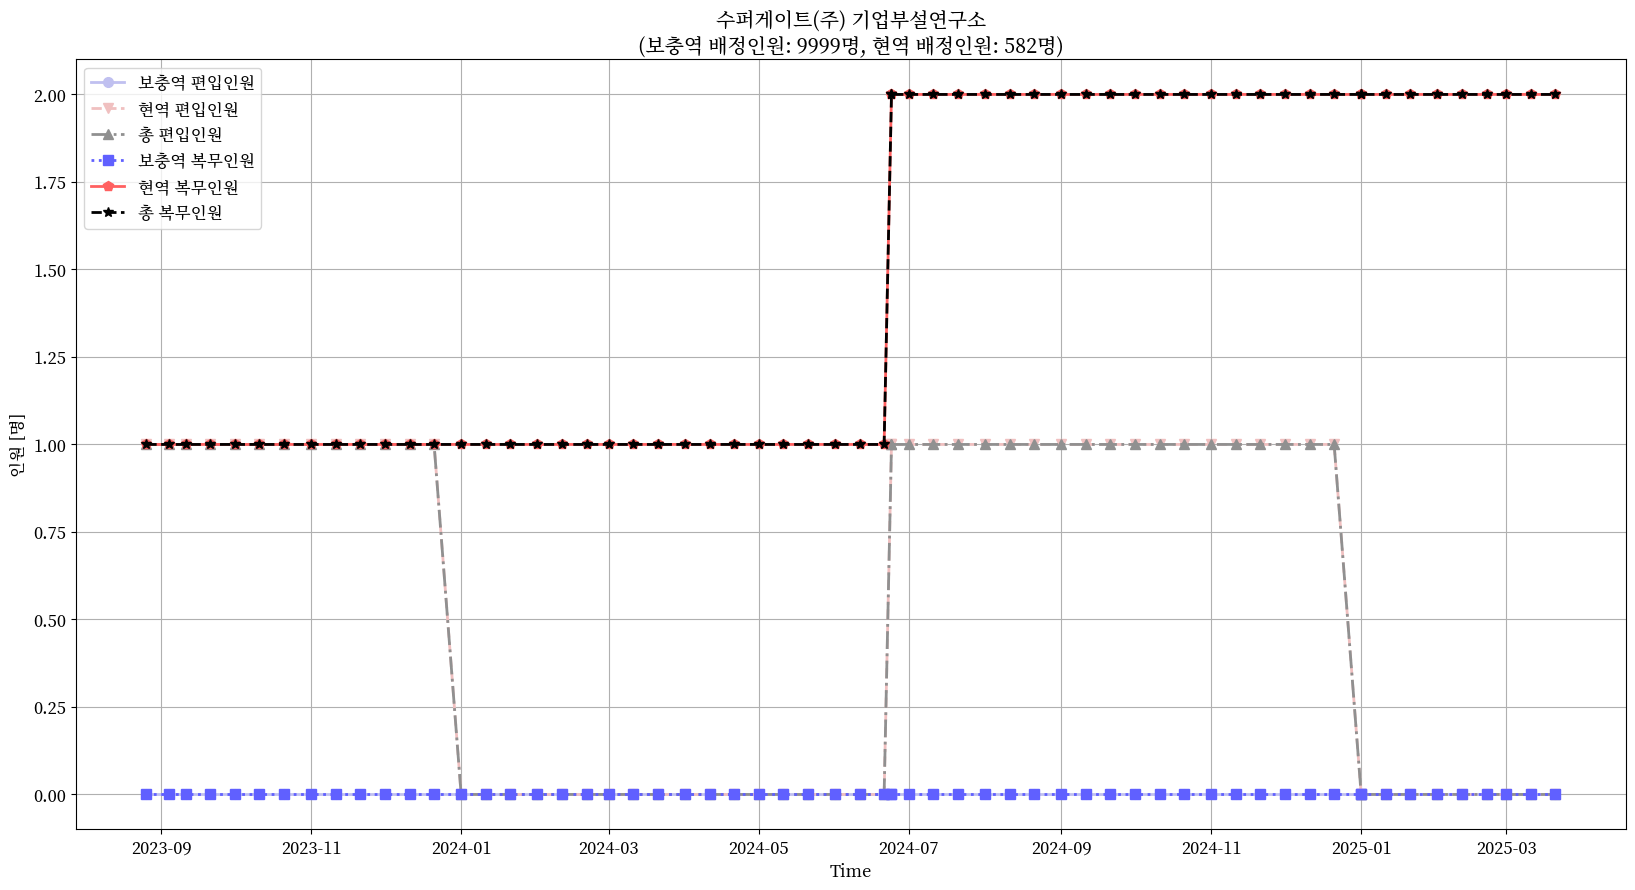 수퍼게이트(주) 기업부설연구소
(보충역 배정인원: 9999명, 현역 배정인원: 582명)
보충역 편입인원
현역 편입인원
총 편입인원
보충역 복무인원
현역 복무인원
총 복무인원
2.00
1.75
1.50
1.25
1.00
0.75
0.50
0.25
0.00
인원 [명]
2023-09
2023-11
2024-01
2024-03
2024-05
2024-07
2024-09
2024-11
2025-01
2025-03
Time